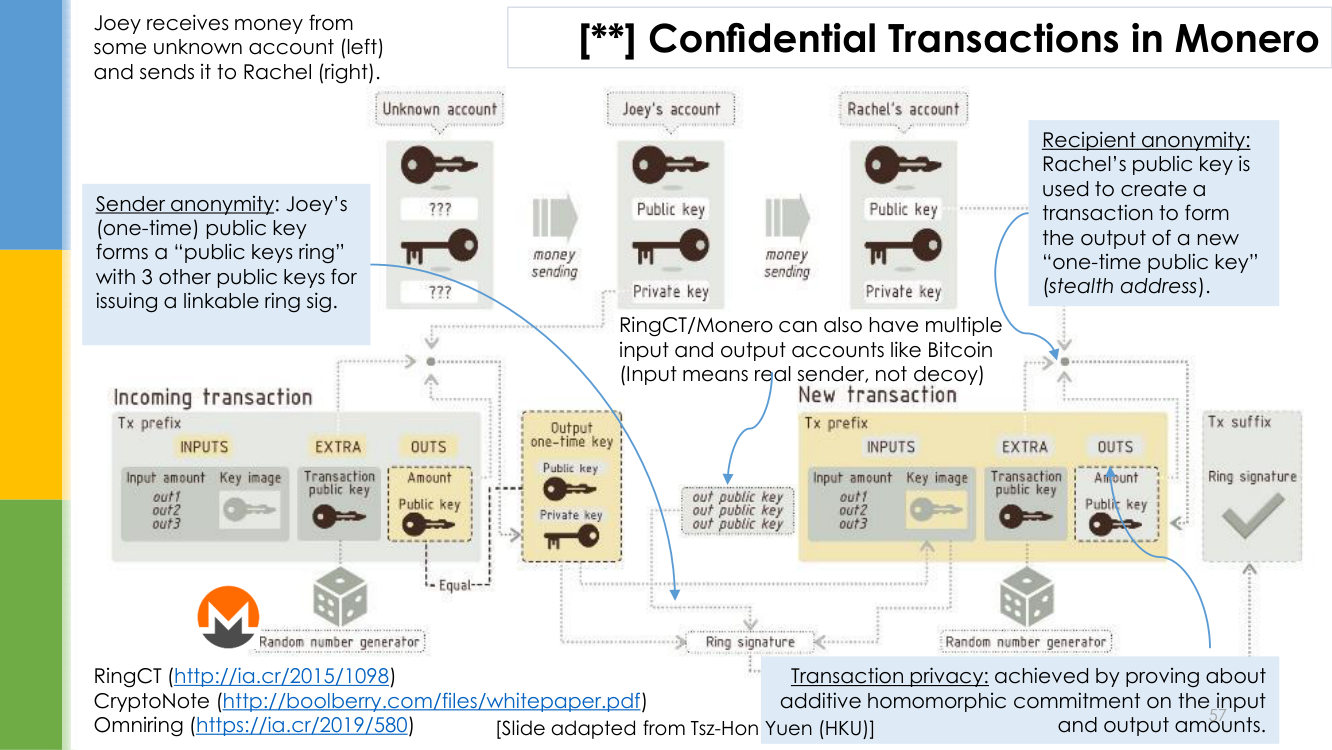 Joey receives money from
some unknown account (left)
and sends it to Rachel (right).
[**] Confidential Transactions in Monero
Unknown account
Joey's account
Rachel's account
Recipient anonymity:
Rachel's public key is
used to create a
transaction to form
the output of a new
"one-time public key"
(stealth address).
Sender anonymity: Joey's
(one-time) public key
forms a "public keys ring"
with 3 other public keys for
issuing a linkable ring sig.
???
money
sending
Public key
money
sending
Public key
???
Private key
Private key
RingCT/Monero can also have multiple
input and output accounts like Bitcoin
(Input means real sender, not decoy)
Incoming transaction
Tx prefix
INPUTS
EXTRA
OUTS
Input amount
out1
out2
out3
Key image
Transaction
public key
Amount
Public key
Output
one-time key
Public key
Private key
Equal
Random number generator
out public key
out public key
out public key
New transaction
Tx prefix
INPUTS
EXTRA
OUTS
Input amount
out1
out2
out3
Key image
Transaction
public key
Amount
Public key
Tx suffix
Ring signature
Random number generator
Ring signature
RingCT (http://ia.cr/2015/1098)
CryptoNote (http://boolberry.com/files/whitepaper.pdf)
Omniring (https://ia.cr/2019/580)
[Slide adapted from Tsz-Hon Yuen (HKU)]
Transaction privacy: achieved by proving about
additive homomorphic commitment on the input
and output amounts.
57